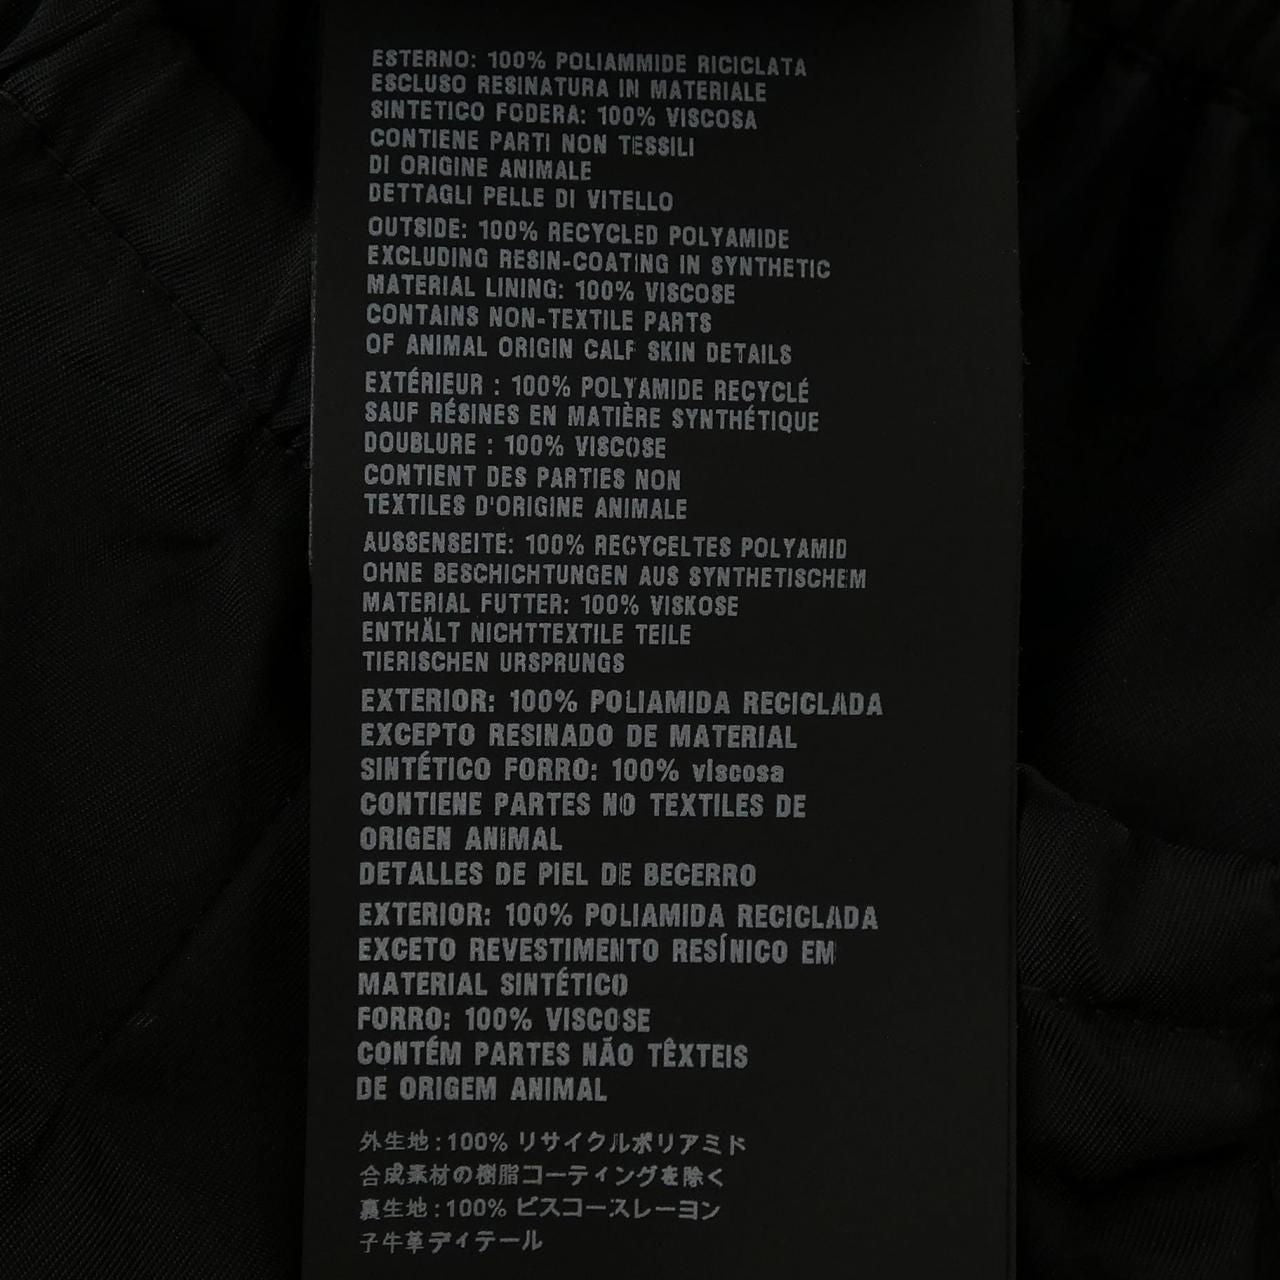 ESTERNO: 100% POLIAMMIDE RICICLATA
ESCLUSO RESINATURA IN MATERIALE
SINTETICO FODERA: 100% VISCOSA
CONTIENE PARTI NON TESSILI
DI ORIGINE ANIMALE
DETTAGLI PELLE DI VITELLO
OUTSIDE: 100% RECYCLED POLYAMIDE
EXCLUDING RESIN-COATING IN SYNTHETIC
MATERIAL LINING: 100% VISCOSE
CONTAINS NON-TEXTILE PARTS
OF ANIMAL ORIGIN CALF SKIN DETAILS
EXTÉRIEUR : 100% POLYAMIDE RECYCLÉ
SAUF RÉSINES EN MATIÈRE SYNTHÉTIQUE
DOUBLURE : 100% VISCOSE
CONTIENT DES PARTIES NON
TEXTILES D'ORIGINE ANIMALE
AUSSENSEITE: 100% RECYCELTES POLYAMID
OHNE BESCHICHTUNGEN AUS SYNTHETISCHEM
MATERIAL FUTTER: 100% VISKOSE
ENTHÄLT NICHTTEXTILE TEILE
TIERISCHEN URSPRUNGS
EXTERIOR: 100% POLIAMIDA RECICLADA
EXCEPTO RESINADO DE MATERIAL
SINTÉTICO FORRO: 100% viscosa
CONTIENE PARTES NO TEXTILES DE
ORIGEN ANIMAL
DETALLES DE PIEL DE BECERRO
EXTERIOR: 100% POLIAMIDA RECICLADA
EXCETO REVESTIMENTO RESÍNICO EM
MATERIAL SINTÉTICO
FORRO: 100% VISCOSE
CONTÉM PARTES NÃO TÊXTEIS
DE ORIGEM ANIMAL
外生地:100% リサイクルポリアミド
合成素材の樹脂コーティングを除く
裏生地:100% ビスコースレーヨン
子牛革ディテール